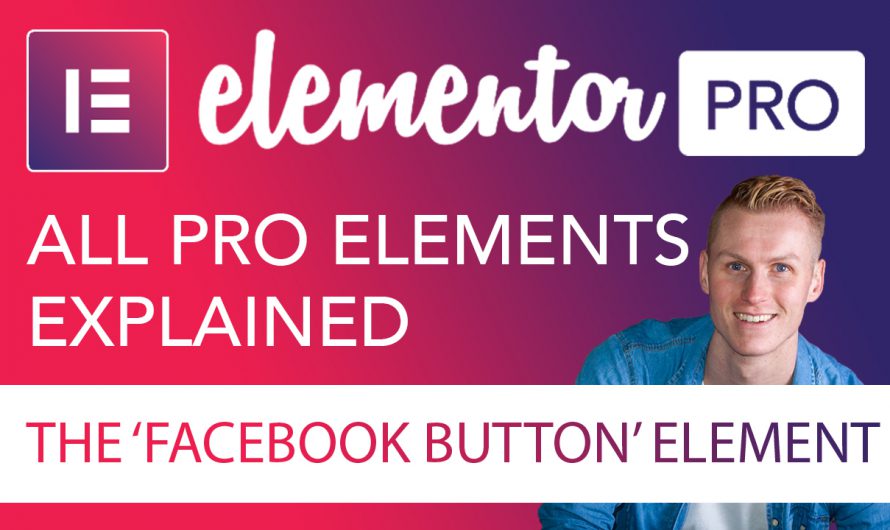 elementor PRO
ALL PRO ELEMENTS
EXPLAINED
THE ‘FACEBOOK BUTTON’ ELEMENT